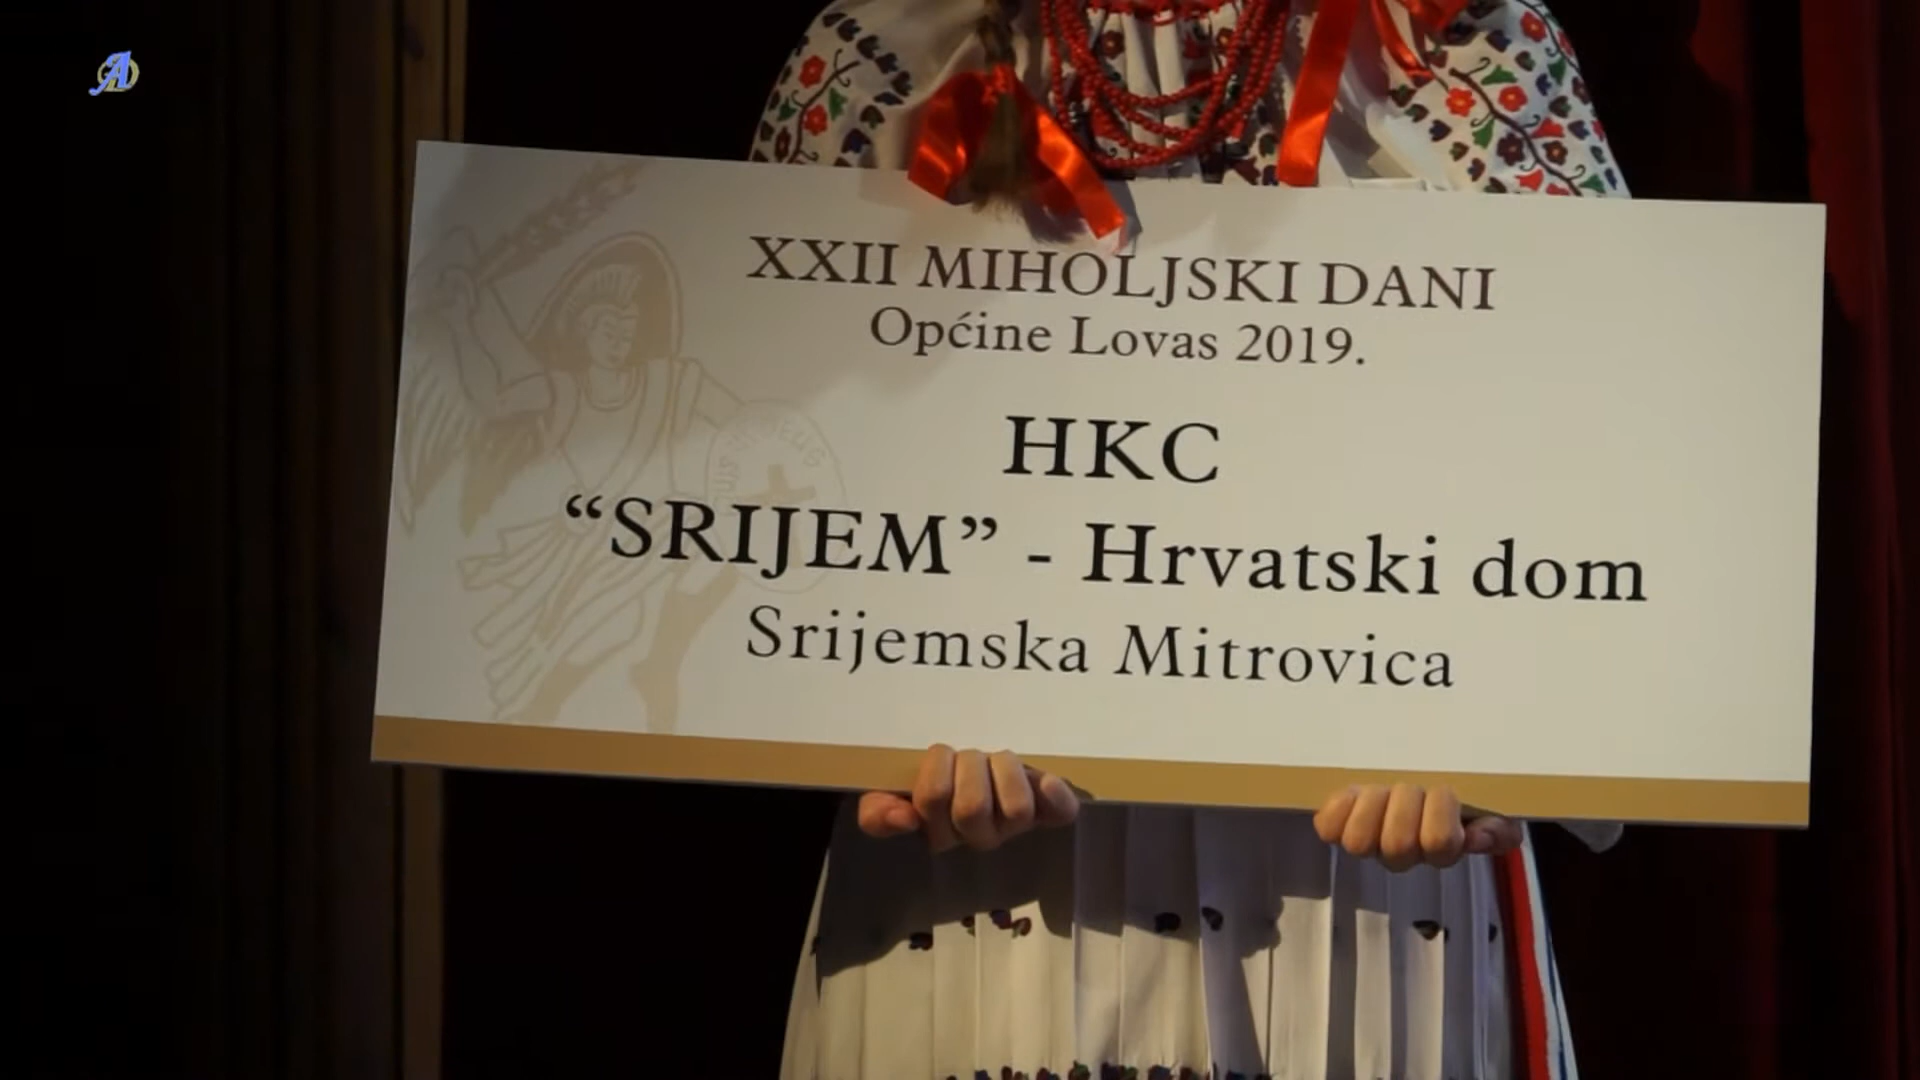 XXII MIHOLJSKI DANI
Općine Lovas 2019.
HKC
“SRIJEM” - Hrvatski dom
Srijemska Mitrovica